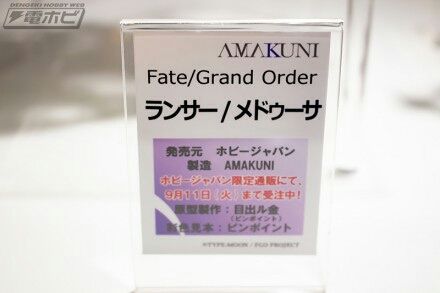 DENGEKI HOBBY WEB
電ホビ
AMAKUNI
Fate/Grand Order
ランサー/メドゥーサ
発売元 ホビージャパン
製造 AMAKUNI
ホビージャパン限定通販にて、
9月11日(火)まで受注中!
原型製作:目出ル金
(ピンポイント)
彩色見本:ピンポイント
©TYPE-MOON / FGO PROJECT